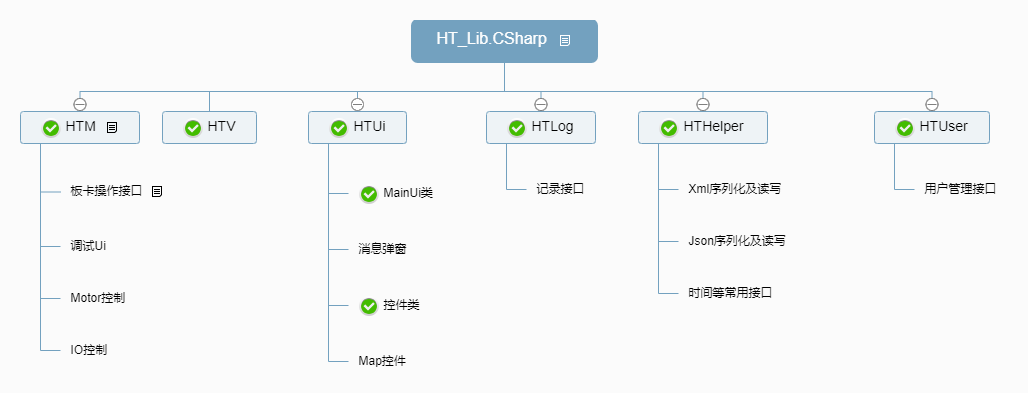 HT_Lib.CSharp
HTM
HTV
HTUi
HTLog
HTHelper
HTUser
板卡操作接口
调试Ui
Motor控制
IO控制
MainUi类
消息弹窗
控件类
Map控件
记录接口
Xml序列化及读写
Json序列化及读写
时间等常用接口
用户管理接口